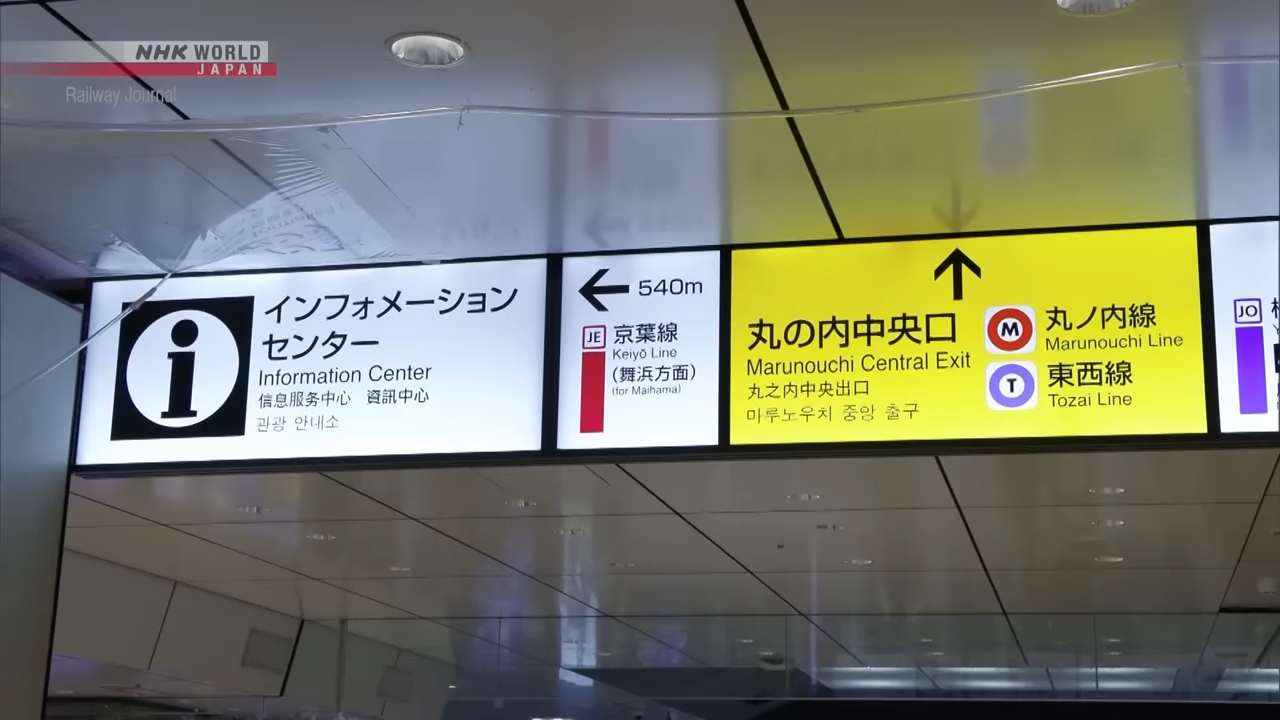 NHK WORLD
JAPAN
Railway Journal
インフォメーション
センター
Information Center
信息服务中心 資訊中心
관광 안내소
540m
JE 京葉線
Keiyō Line
(舞浜方面)
(for Maihama)
丸の内中央口
Marunouchi Central Exit
丸之内中央出口
마루노우치 중앙 출구
M 丸ノ内線
Marunouchi Line
T 東西線
Tozai Line
JO